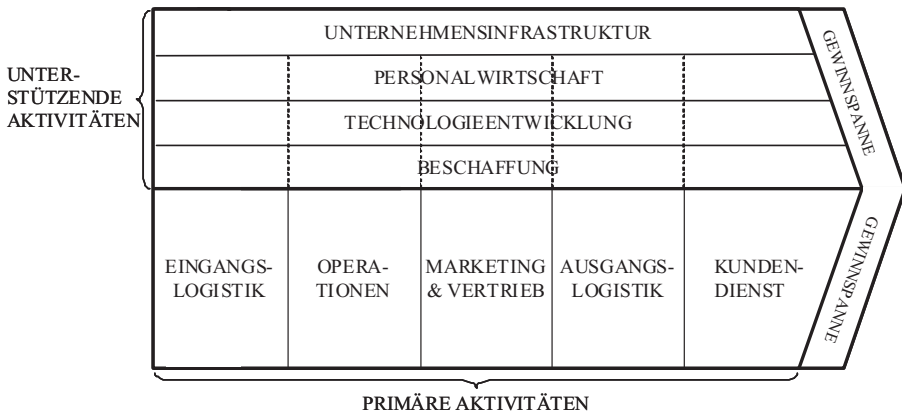 UNTERNEHMENSINFRASTRUKTUR
PERSONALWIRTSCHAFT
TECHNOLOGIEENTWICKLUNG
BESCHAFFUNG
UNTER-
STÜTZENDE
AKTIVITÄTEN
GEWINNSPANNE
EINGANGS-
LOGISTIK
OPERA-
TIONEN
MARKETING
& VERTRIEB
AUSGANGS-
LOGISTIK
KUNDEN-
DIENST
GEWINNSPANNE
PRIMÄRE AKTIVITÄTEN